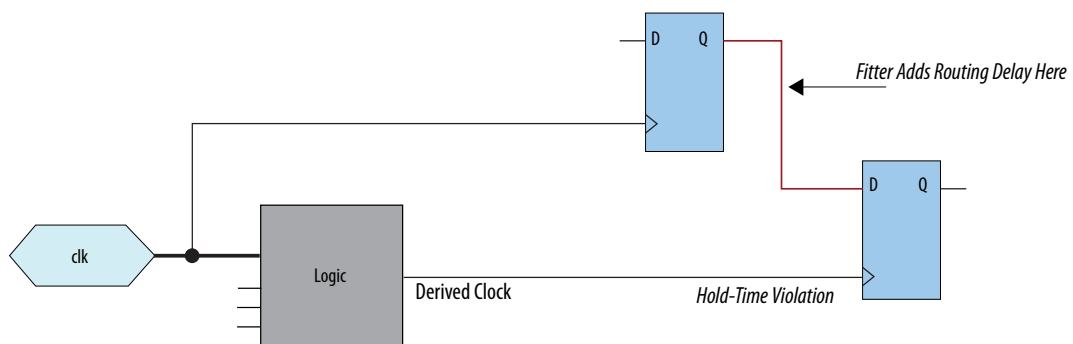 D Q
Fitter Adds Routing Delay Here
D Q
clk
Logic
Derived Clock
Hold-Time Violation